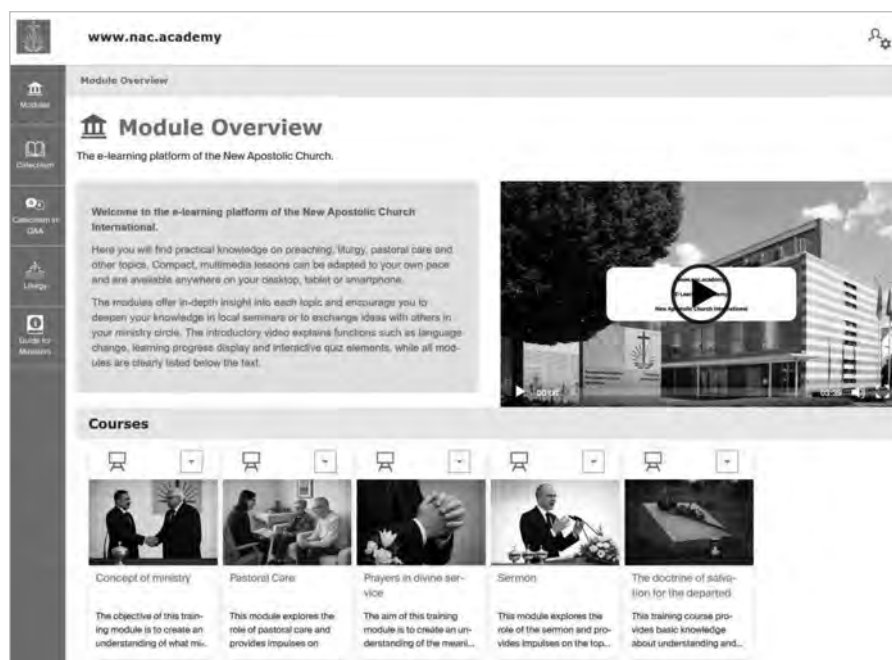 www.nac.academy
Module Overview
Modules
Catechism
Catechism in
Q&A
Liturgy
Guide for
Ministers
Module Overview
The e-learning platform of the New Apostolic Church.
Welcome to the e-learning platform of the New Apostolic Church
International.
Here you will find practical knowledge on preaching, liturgy, pastoral care and
other topics. Compact, multimedia lessons can be adapted to your own pace
and are available anywhere on your desktop, tablet or smartphone.
The modules offer in-depth insight into each topic and encourage you to
deepen your knowledge in local seminars or to exchange ideas with others in
your ministry circle. The introductory video explains functions such as language
change, learning progress display and interactive quiz elements, while all mod-
ules are clearly listed below the text.
www.nac.academy
New Apostolic Church International
00:00
Courses
Concept of ministry
The objective of this train-
ing module is to create an
understanding of what mi...
Pastoral Care
This module explores the
role of pastoral care and
provides impulses on
Prayers in divine ser-
vice
The aim of this training
module is to create an un-
derstanding of the meani...
Sermon
This module explores the
role of the sermon and pro-
vides impulses on the top...
The doctrine of salva-
tion for the departed
This training course pro-
vides basic knowledge
about understanding and...